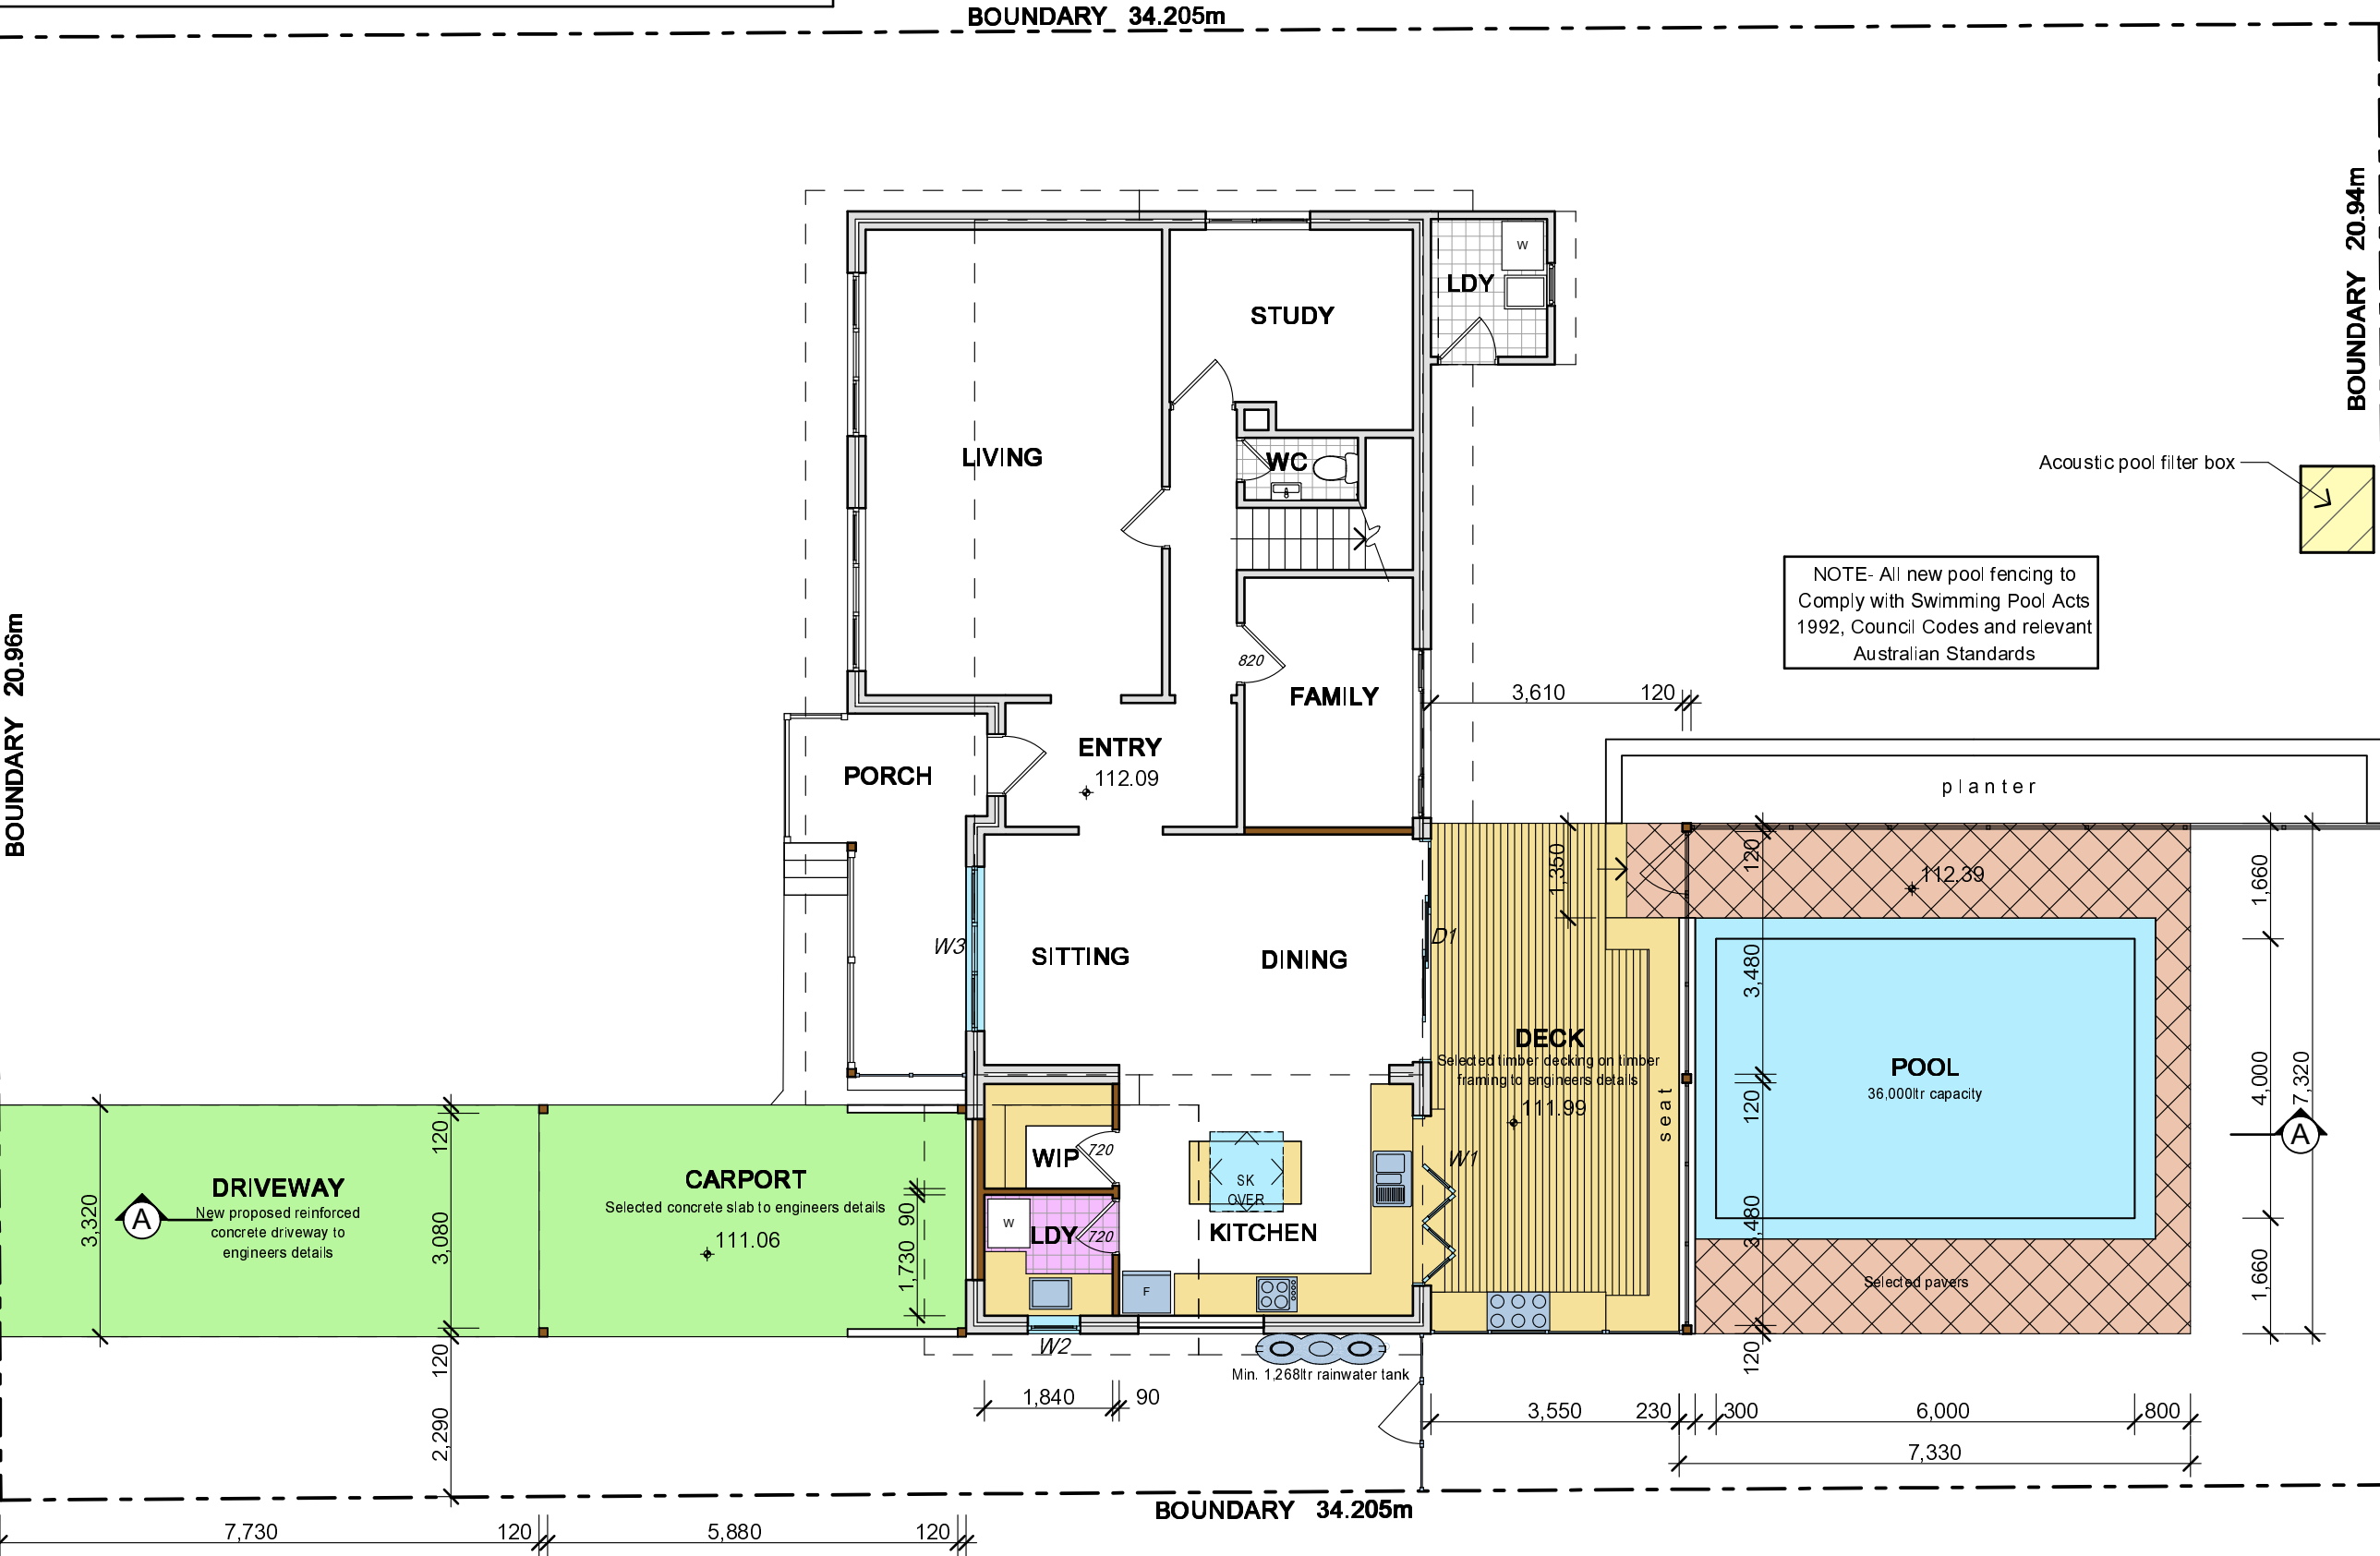 BOUNDARY 34.205m
BOUNDARY 20.94m
W
LDY
STUDY
LIVING
WC
Acoustic pool filter box
NOTE- All new pool fencing to
Comply with Swimming Pool Acts
1992, Council Codes and relevant
Australian Standards
BOUNDARY 20.96m
820
FAMILY
3,610 120
ENTRY
112.09
PORCH
planter
1,350
120
112.39
1,660
W3
SITTING
DINING
D1
3,480
DECK
Selected timber decking on timber
framing to engineers details
111.99
seat
POOL
36,000ltr capacity
4,000
7,320
120
A
WIP
720
SK
OVER
W1
KITCHEN
W
LDY
720
F
DRIVEWAY
New proposed reinforced
concrete driveway to
engineers details
A
3,320
120
3,080
CARPORT
Selected concrete slab to engineers details
111.06
90
1,730
3,480
Selected pavers
1,660
120
120
W2
Min. 1,268ltr rainwater tank
1,840 90
2,290
3,550 230 300 6,000 800
7,330
BOUNDARY 34.205m
7,730 120 5,880 120